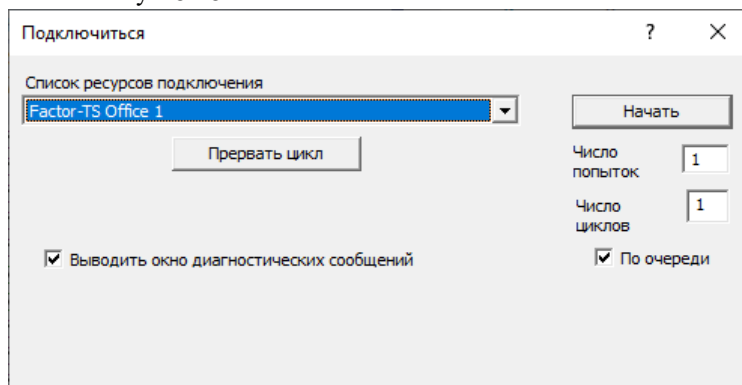 Подключиться ?
Список ресурсов подключения
Factor-TS Office 1
Начать
Прервать цикл
Число попыток 1
Число циклов 1
Выводить окно диагностических сообщений
По очереди